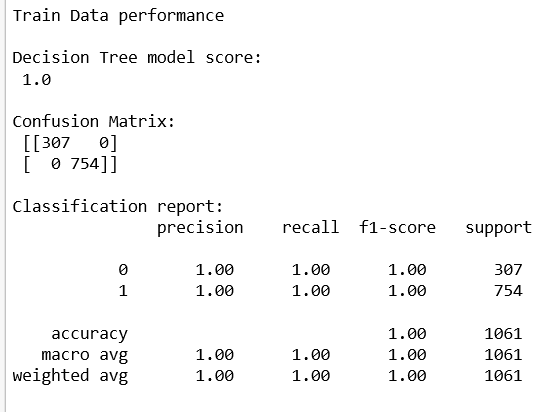 Train Data performance
Decision Tree model score:
1.0
Confusion Matrix:
[[307   0]
[  0 754]]
Classification report:
precision    recall  f1-score   support
0       1.00      1.00      1.00       307
1       1.00      1.00      1.00       754
accuracy                           1.00      1061
macro avg       1.00      1.00      1.00      1061
weighted avg       1.00      1.00      1.00      1061